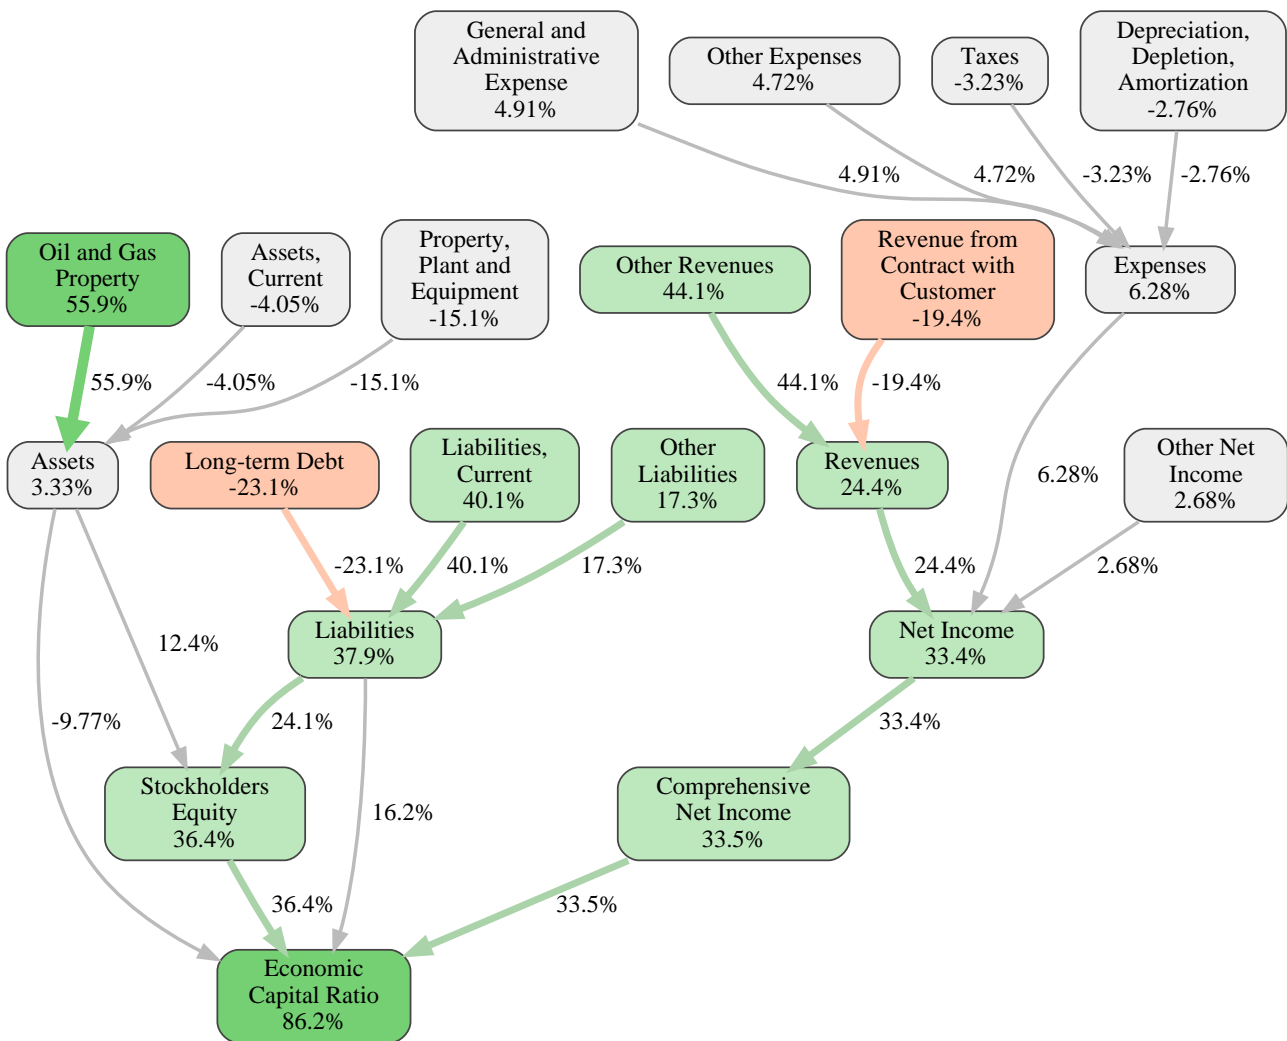 General and
Administrative
Expense
4.91%
Other Expenses
4.72%
Taxes
-3.23%
Depreciation,
Depletion,
Amortization
-2.76%
4.91%
4.72%
-3.23%
-2.76%
Oil and Gas
Property
55.9%
Assets,
Current
-4.05%
Property,
Plant and
Equipment
-15.1%
Other Revenues
44.1%
Revenue from
Contract with
Customer
-19.4%
Expenses
6.28%
55.9%
-4.05%
-15.1%
44.1%
-19.4%
Assets
3.33%
Long-term Debt
-23.1%
Liabilities,
Current
40.1%
Other
Liabilities
17.3%
Revenues
24.4%
6.28%
Other Net
Income
2.68%
-23.1%
40.1%
17.3%
24.4%
2.68%
12.4%
Liabilities
37.9%
Net Income
33.4%
-9.77%
24.1%
33.4%
Stockholders
Equity
36.4%
16.2%
Comprehensive
Net Income
33.5%
36.4%
33.5%
Economic
Capital Ratio
86.2%